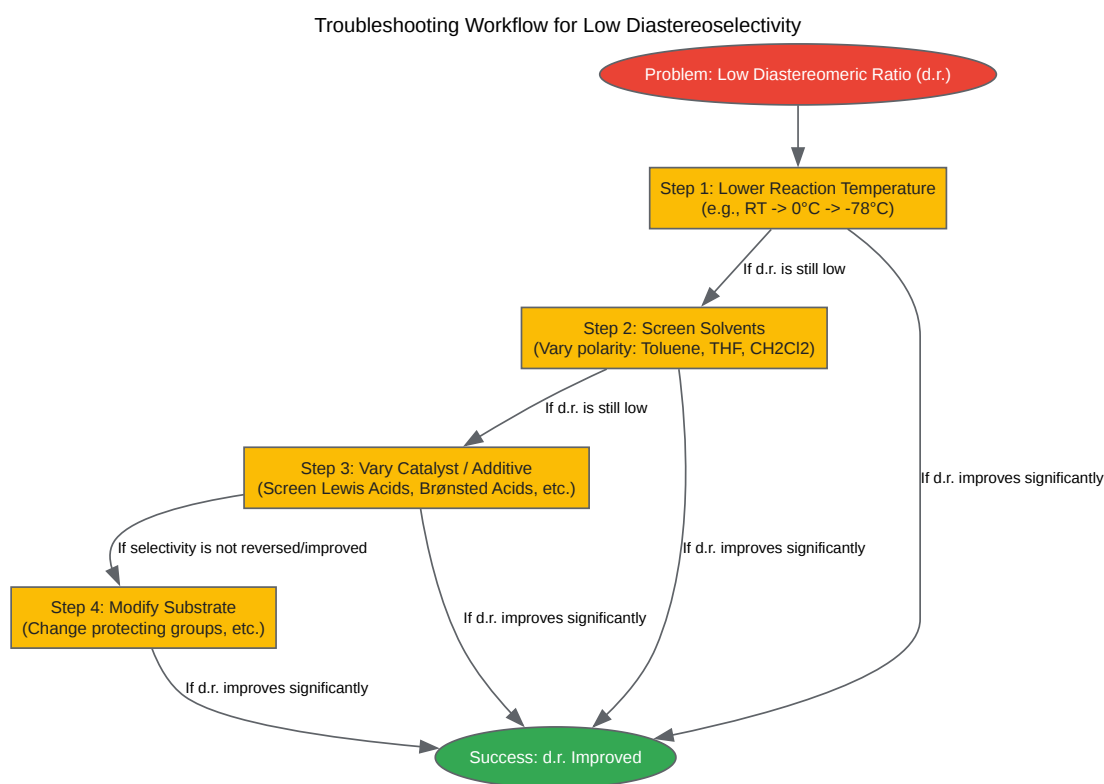 Troubleshooting Workflow for Low Diastereoselectivity
Problem: Low Diastereomeric Ratio (d.r.)
Step 1: Lower Reaction Temperature
(e.g., RT -> 0°C -> -78°C)
If d.r. is still low
Step 2: Screen Solvents
(Vary polarity: Toluene, THF, CH2Cl2)
If d.r. is still low
Step 3: Vary Catalyst / Additive
(Screen Lewis Acids, Brønsted Acids, etc.)
If d.r. improves significantly
If selectivity is not reversed/improved
If d.r. improves significantly
Step 4: Modify Substrate
(Change protecting groups, etc.)
If d.r. improves significantly
If d.r. improves significantly
Success: d.r. Improved